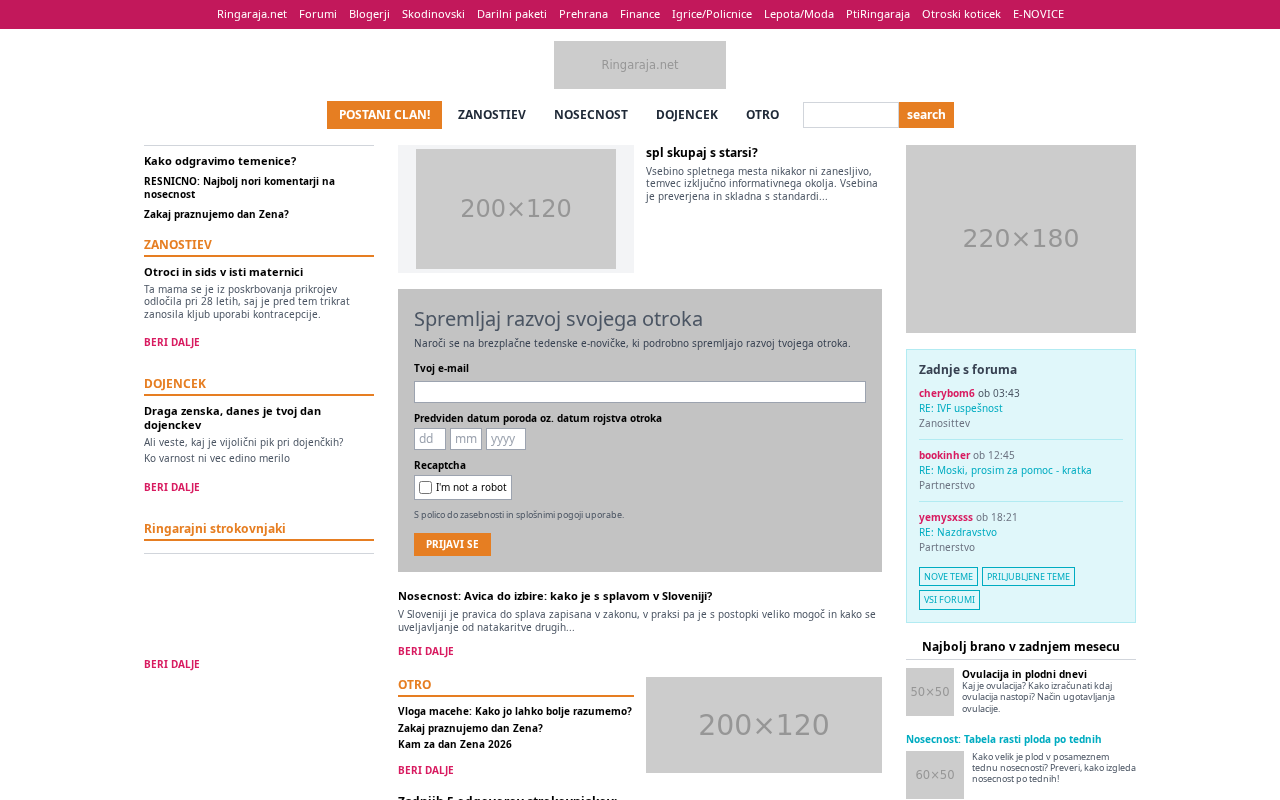 Ringaraja.net Forumi Blogerji Skodinovski Darilni paketi Prehrana Finance Igrice/Policnice Lepota/Moda PtiRingaraja Otroski koticek E-NOVICE
Ringaraja.net
POSTANI CLAN! ZANOSTIEV NOSECNOST DOJENCEK OTRO search
Kako odgravimo temenice?
RESNICNO: Najbolj nori komentarji na
nosecnost
Zakaj praznujemo dan Zena?
ZANOSTIEV
Otroci in sids v isti maternici
Ta mama se je iz poskrbovanja prikrojev
odločila pri 28 letih, saj je pred tem trikrat
zanosila kljub uporabi kontracepcije.
BERI DALJE
DOJENCEK
Draga zenska, danes je tvoj dan
dojenckev
Ali veste, kaj je vijolični pik pri dojenčkih?
Ko varnost ni vec edino merilo
BERI DALJE
Ringarajni strokovnjaki
BERI DALJE
200×120
spl skupaj s starsi?
Vsebino spletnega mesta nikakor ni zanesljivo,
temvec izključno informativnega okolja. Vsebina
je preverjena in skladna s standardi...
Spremljaj razvoj svojega otroka
Naroči se na brezplačne tedenske e-novičke, ki podrobno spremljajo razvoj tvojega otroka.
Tvoj e-mail
Predviden datum poroda oz. datum rojstva otroka
dd mm yyyy
Recaptcha
I'm not a robot
S polico do zasebnosti in splošnimi pogoji uporabe.
PRIJAVI SE
Nosecnost: Avica do izbire: kako je s splavom v Sloveniji?
V Sloveniji je pravica do splava zapisana v zakonu, v praksi pa je s postopki veliko mogoč in kako se
uveljavljanje od natakaritve drugih...
BERI DALJE
OTRO
Vloga macehe: Kako jo lahko bolje razumemo?
Zakaj praznujemo dan Zena?
Kam za dan Zena 2026
BERI DALJE
200×120
Zadnjih 5 odgovorov strokovnjakov:
220×180
Zadnje s foruma
cherybom6 ob 03:43
RE: IVF uspešnost
Zanosittev
bookinher ob 12:45
RE: Moski, prosim za pomoc - kratka
Partnerstvo
yemysxsss ob 18:21
RE: Nazdravstvo
Partnerstvo
NOVE TEME PRILJUBLJENE TEME
VSI FORUMI
Najbolj brano v zadnjem mesecu
50×50
Ovulacija in plodni dnevi
Kaj je ovulacija? Kako izračunati kdaj
ovulacija nastopi? Način ugotavljanja
ovulacije.
Nosecnost: Tabela rasti ploda po tednih
60×50
Kako velik je plod v posameznem
tednu nosecnosti? Preveri, kako izgleda
nosecnost po tednih!